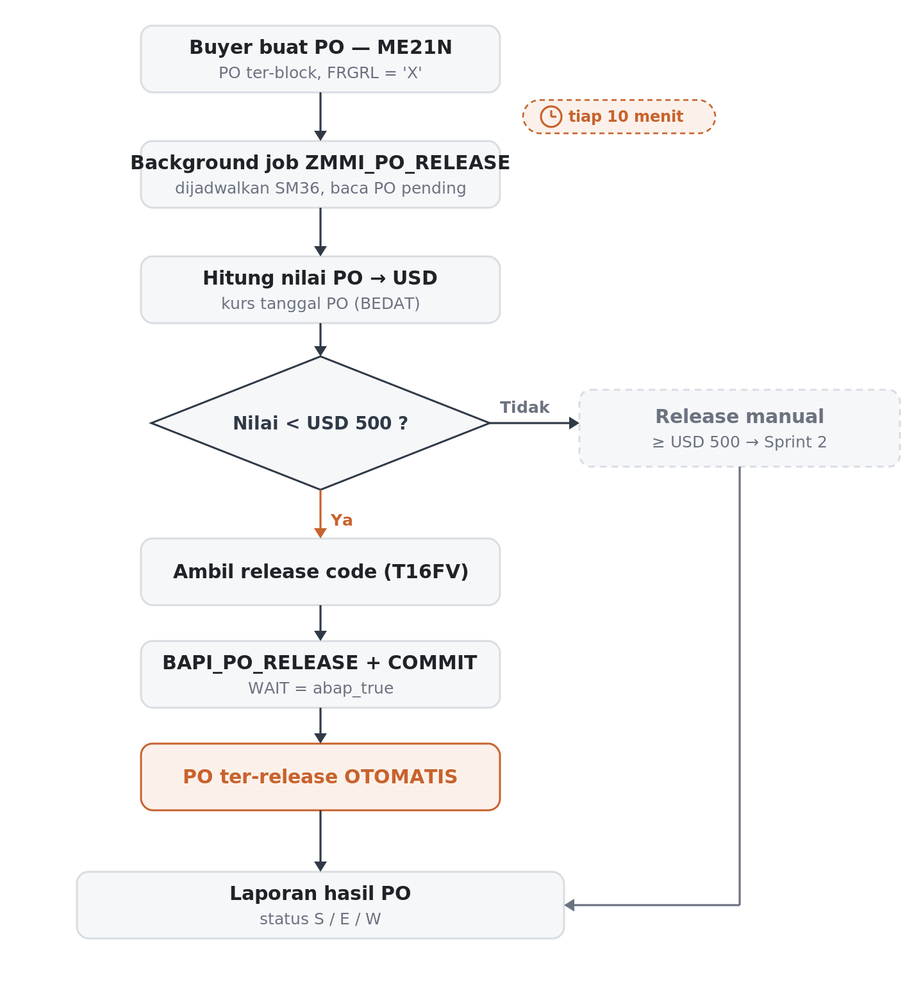 Buyer buat PO — ME21N
PO ter-block, FRGRL = 'X'
tiap 10 menit
Background job ZMMI_PO_RELEASE
dijadwalkan SM36, baca PO pending
Hitung nilai PO → USD
kurs tanggal PO (BEDAT)
Nilai < USD 500 ?
Tidak
Release manual
≥ USD 500 → Sprint 2
Ya
Ambil release code (T16FV)
BAPI_PO_RELEASE + COMMIT
WAIT = abap_true
PO ter-release OTOMATIS
Laporan hasil PO
status S / E / W